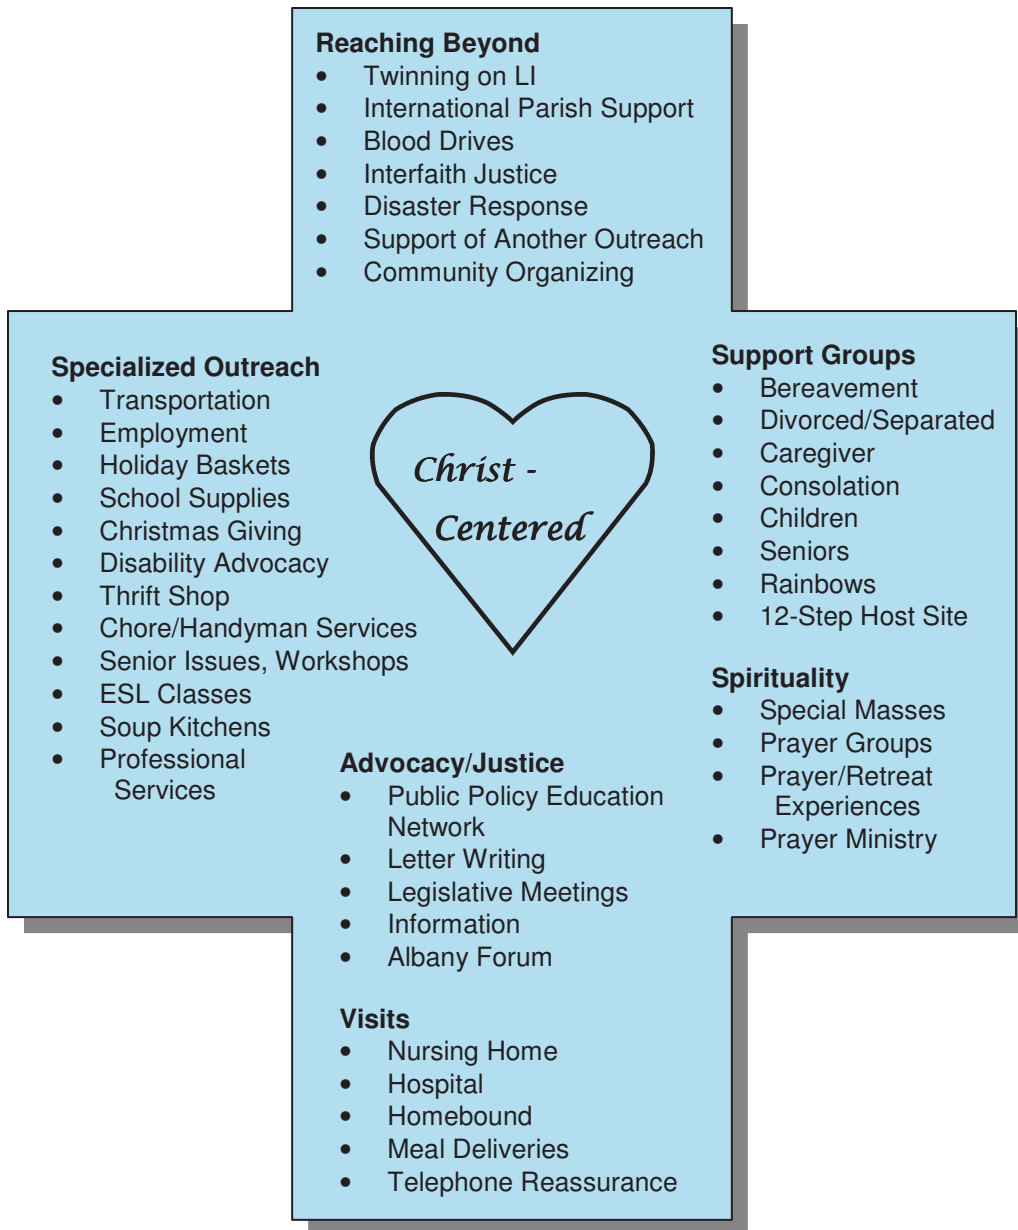 Reaching Beyond
• Twinning on LI
• International Parish Support
• Blood Drives
• Interfaith Justice
• Disaster Response
• Support of Another Outreach
• Community Organizing
Specialized Outreach
• Transportation
• Employment
• Holiday Baskets
• School Supplies
• Christmas Giving
• Disability Advocacy
• Thrift Shop
• Chore/Handyman Services
• Senior Issues, Workshops
• ESL Classes
• Soup Kitchens
• Professional
Services
Christ -
Centered
Support Groups
• Bereavement
• Divorced/Separated
• Caregiver
• Consolation
• Children
• Seniors
• Rainbows
• 12-Step Host Site
Spirituality
• Special Masses
• Prayer Groups
• Prayer/Retreat
Experiences
• Prayer Ministry
Advocacy/Justice
• Public Policy Education
Network
• Letter Writing
• Legislative Meetings
• Information
• Albany Forum
Visits
• Nursing Home
• Hospital
• Homebound
• Meal Deliveries
• Telephone Reassurance